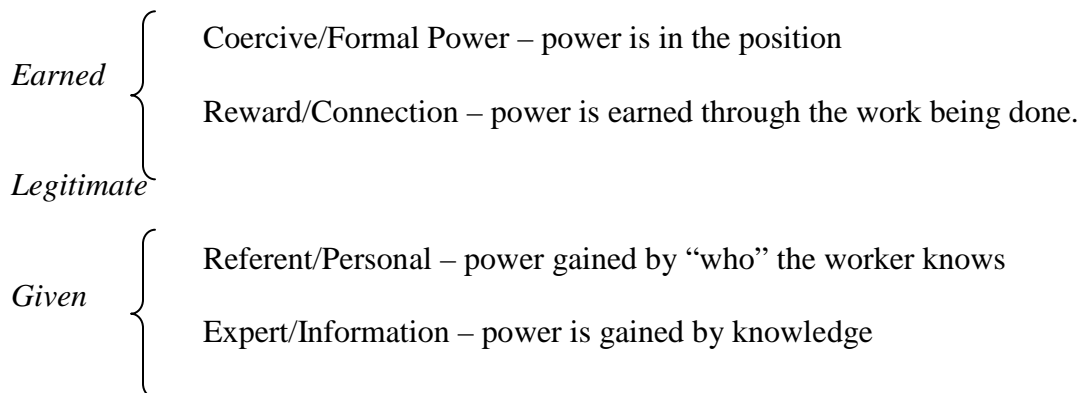 Coercive/Formal Power – power is in the position
Earned
Reward/Connection – power is earned through the work being done.
Legitimate
Referent/Personal – power gained by “who” the worker knows
Given
Expert/Information – power is gained by knowledge